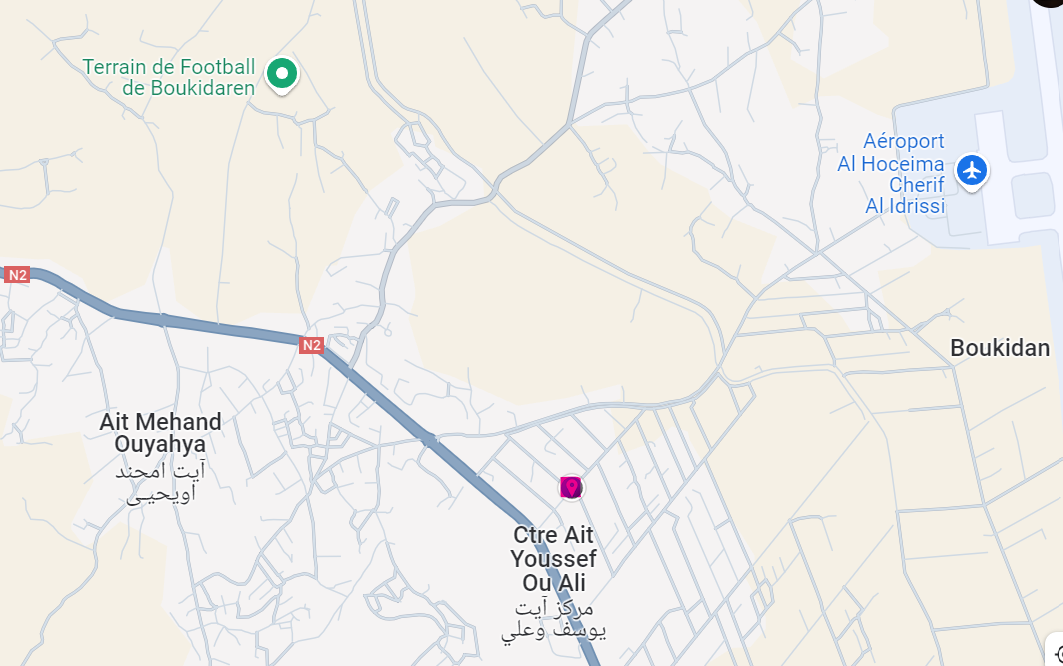 Terrain de Football
de Boukidaren
Aéroport
Al Hoceima
Cherif
Al Idrissi
N2
N2
Boukidan
Ait Mehand
Ouyahya
آيت امحند
اويحيى
Ctre Ait
Youssef
Ou Ali
مركز آيت
يوسف وعلي